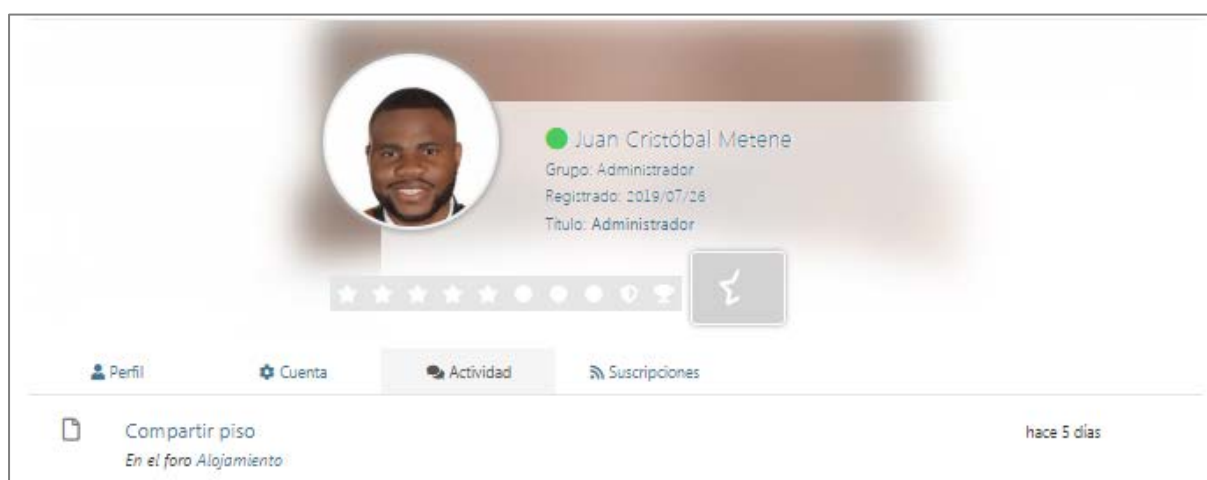 Juan Cristóbal Metene
Grupo: Administrador
Registrado: 2019/07/26
Título: Administrador
Perfil
Cuenta
Actividad
Suscripciones
Compartir piso
hace 5 días
En el foro Alojamiento